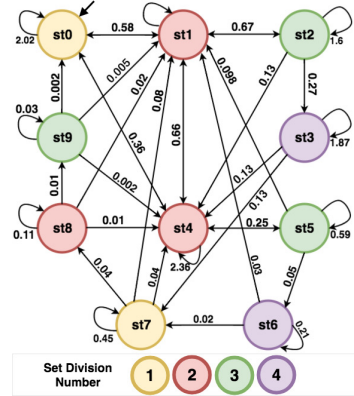 st0 0.58 st1 0.67 st2
2.02 1.6
0.002 0.005 0.02 0.08 0.098 0.13 0.27
0.03 st9 0.36 0.66 st3 1.87
0.01 0.002 0.13 0.13
st8 0.01 st4 0.25 st5
0.11 2.36 0.59
0.04 0.04 0.03 0.05
st7 0.02 st6 0.21
0.45
Set Division 1 2 3 4
Number